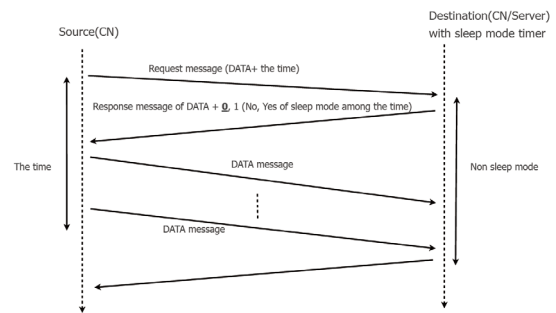 Destination(CN/Server)
Source(CN)
with sleep mode timer
Request message (DATA+ the time)
Response message of DATA + 0, 1 (No, Yes of sleep mode among the time)
The time
DATA message
Non sleep mode
DATA message